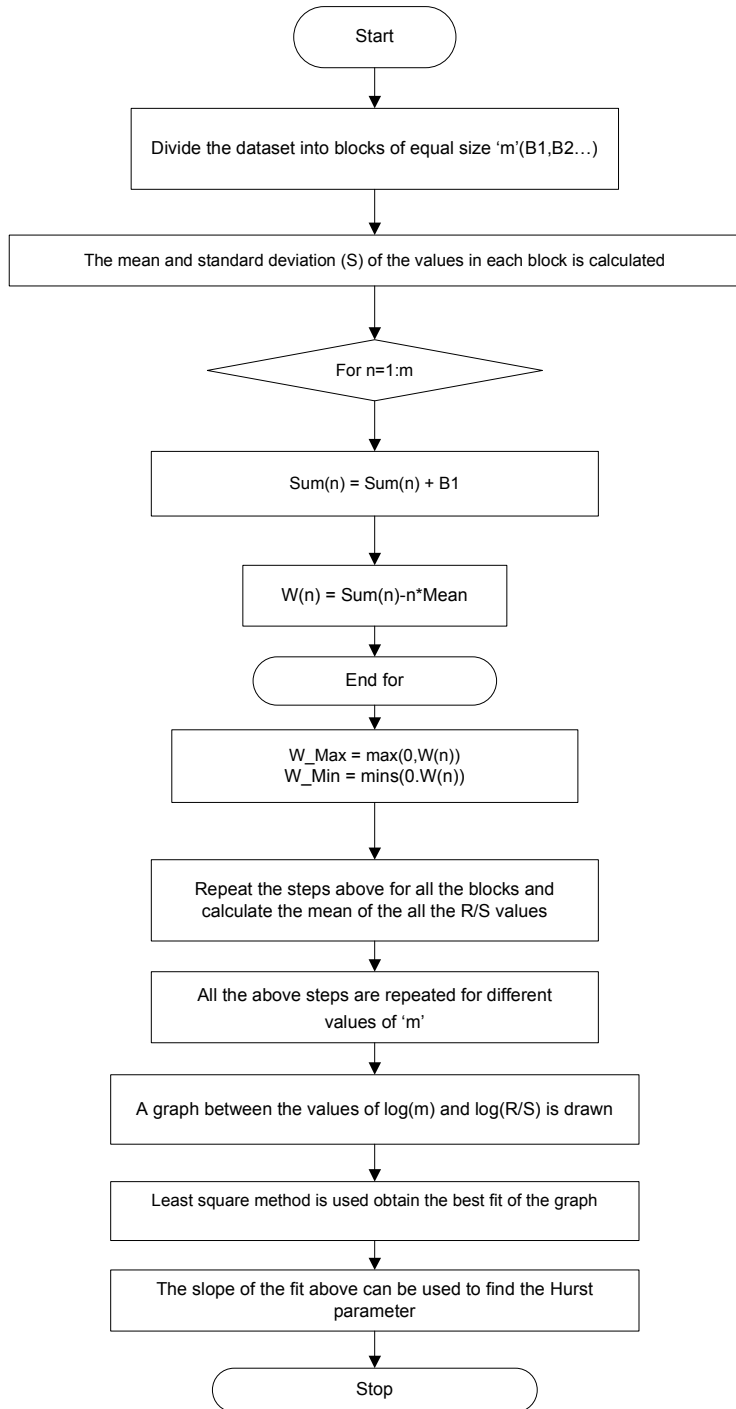 Start
Divide the dataset into blocks of equal size ‘m’(B1,B2…)
The mean and standard deviation (S) of the values in each block is calculated
For n=1:m
Sum(n) = Sum(n) + B1
W(n) = Sum(n)-n*Mean
End for
W_Max = max(0,W(n))
W_Min = mins(0.W(n))
Repeat the steps above for all the blocks and
calculate the mean of the all the R/S values
All the above steps are repeated for different
values of ‘m’
A graph between the values of log(m) and log(R/S) is drawn
Least square method is used obtain the best fit of the graph
The slope of the fit above can be used to find the Hurst
parameter
Stop